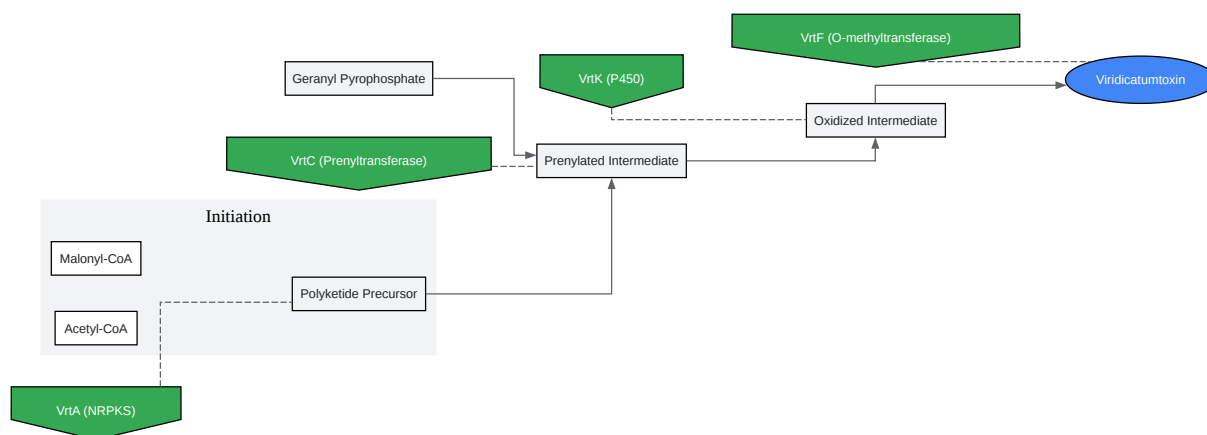 VrtF (O-methyltransferase)
Geranyl Pyrophosphate
VrtK (P450)
Viridicatumtoxin
Oxidized Intermediate
VrtC (Prenyltransferase)
Prenylated Intermediate
Initiation
Malonyl-CoA
Polyketide Precursor
Acetyl-CoA
VrtA (NRPKS)